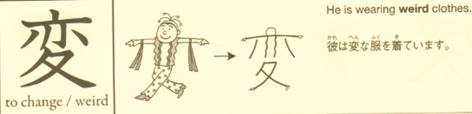 変
to change / weird
He is wearing weird clothes.
かれ へん ふく き
彼は変な服を着ています。